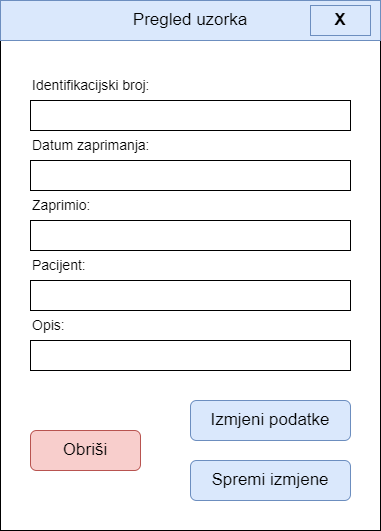 Pregled uzorka
X
Identifikacijski broj:
Datum zaprimanja:
Zaprimio:
Pacijent:
Opis:
Izmjeni podatke
Obriši
Spremi izmjene